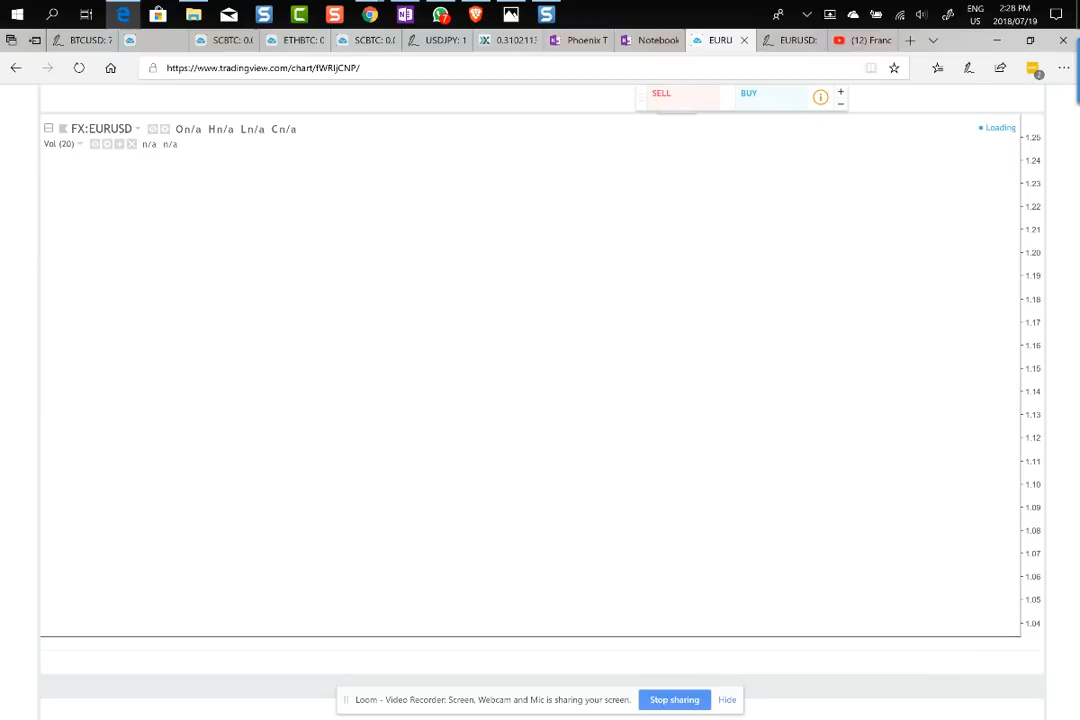 ENG 2:28 PM
US 2018/07/19
7
BTCUSD: 7
SCBTC: 0.0
ETHBTC: 0
SCBTC: 0.0
USDJPY: 1
0.3102113
Phoenix T
Notebook
EURU
EURUSD:
(12) Franc
https://www.tradingview.com/chart/fWRIjCNP/
2
SELL
BUY
FX:EURUSD On/a Hn/a Ln/a Cn/a
Loading
Vol (20) n/a n/a
1.25
1.24
1.23
1.22
1.21
1.20
1.19
1.18
1.17
1.16
1.15
1.14
1.13
1.12
1.11
1.10
1.09
1.08
1.07
1.06
1.05
1.04
Loom - Video Recorder: Screen, Webcam and Mic is sharing your screen. Stop sharing Hide